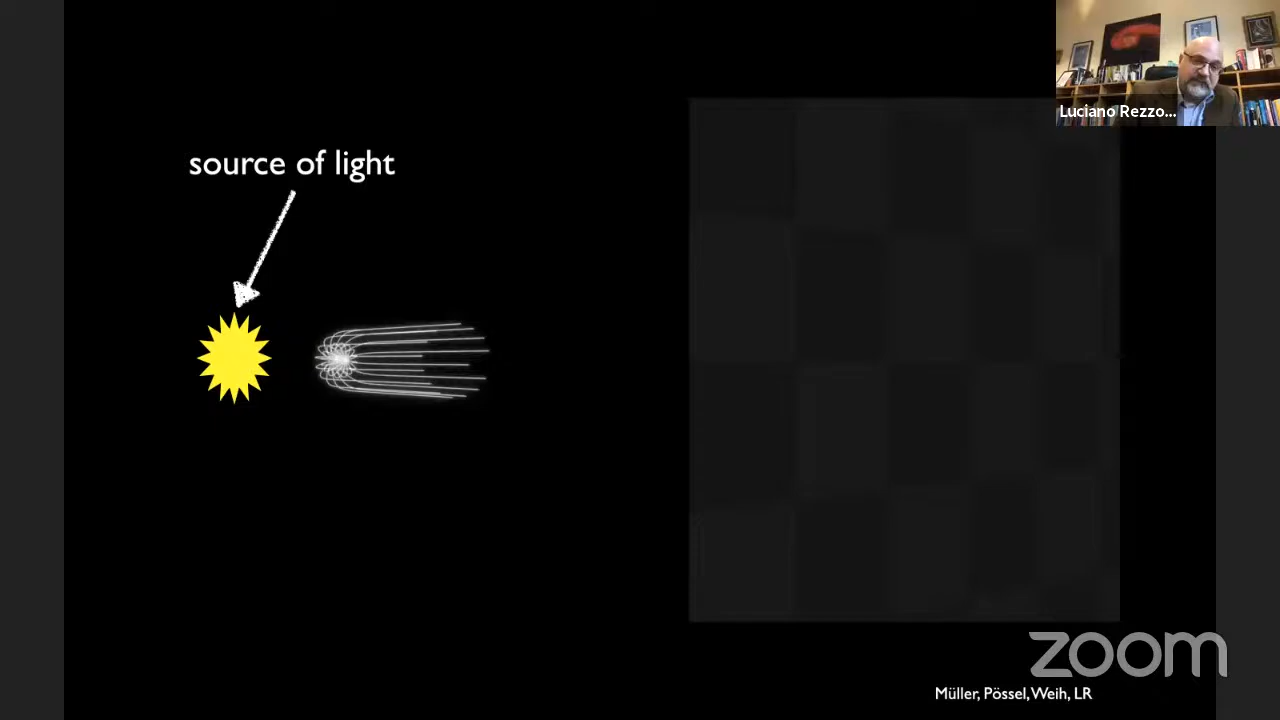 source of light
Luciano Rezzo...
zoom
Müller, Pössel, Weih, LR